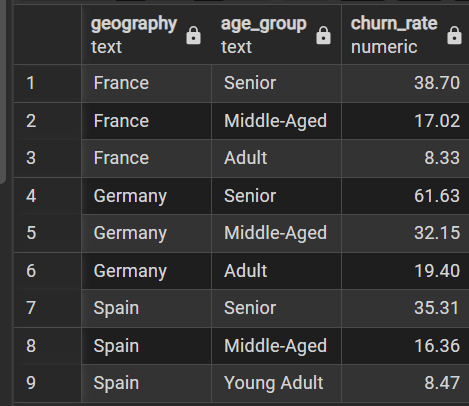 geography age_group churn_rate
text text numeric
1 France Senior 38.70
2 France Middle-Aged 17.02
3 France Adult 8.33
4 Germany Senior 61.63
5 Germany Middle-Aged 32.15
6 Germany Adult 19.40
7 Spain Senior 35.31
8 Spain Middle-Aged 16.36
9 Spain Young Adult 8.47